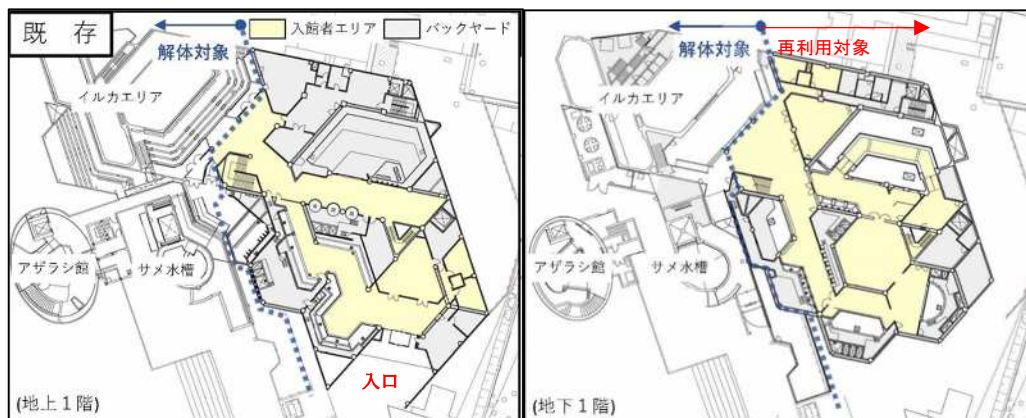 既 存
入館者エリア
バックヤード
解体対象
イルカエリア
アザラシ館
サメ水槽
入口
(地上1階)
解体対象
再利用対象
イルカエリア
アザラシ館
サメ水槽
(地下1階)